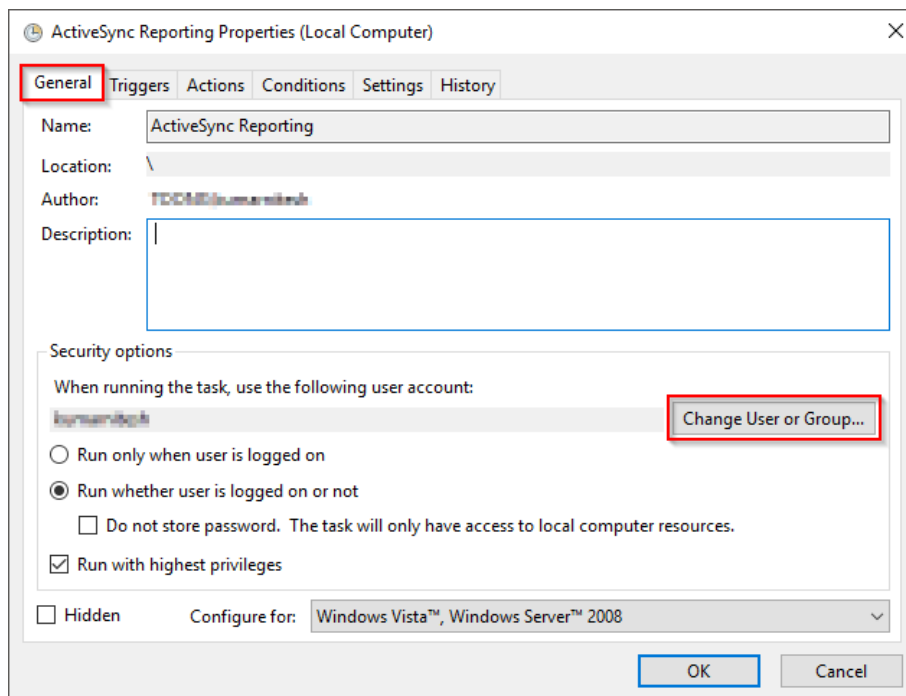 ActiveSync Reporting Properties (Local Computer)
General Triggers Actions Conditions Settings History
Name: ActiveSync Reporting
Location: \
Author:
Description:
Security options
When running the task, use the following user account:
Change User or Group...
Run only when user is logged on
Run whether user is logged on or not
Do not store password. The task will only have access to local computer resources.
Run with highest privileges
Hidden Configure for: Windows Vista™, Windows Server™ 2008
OK Cancel